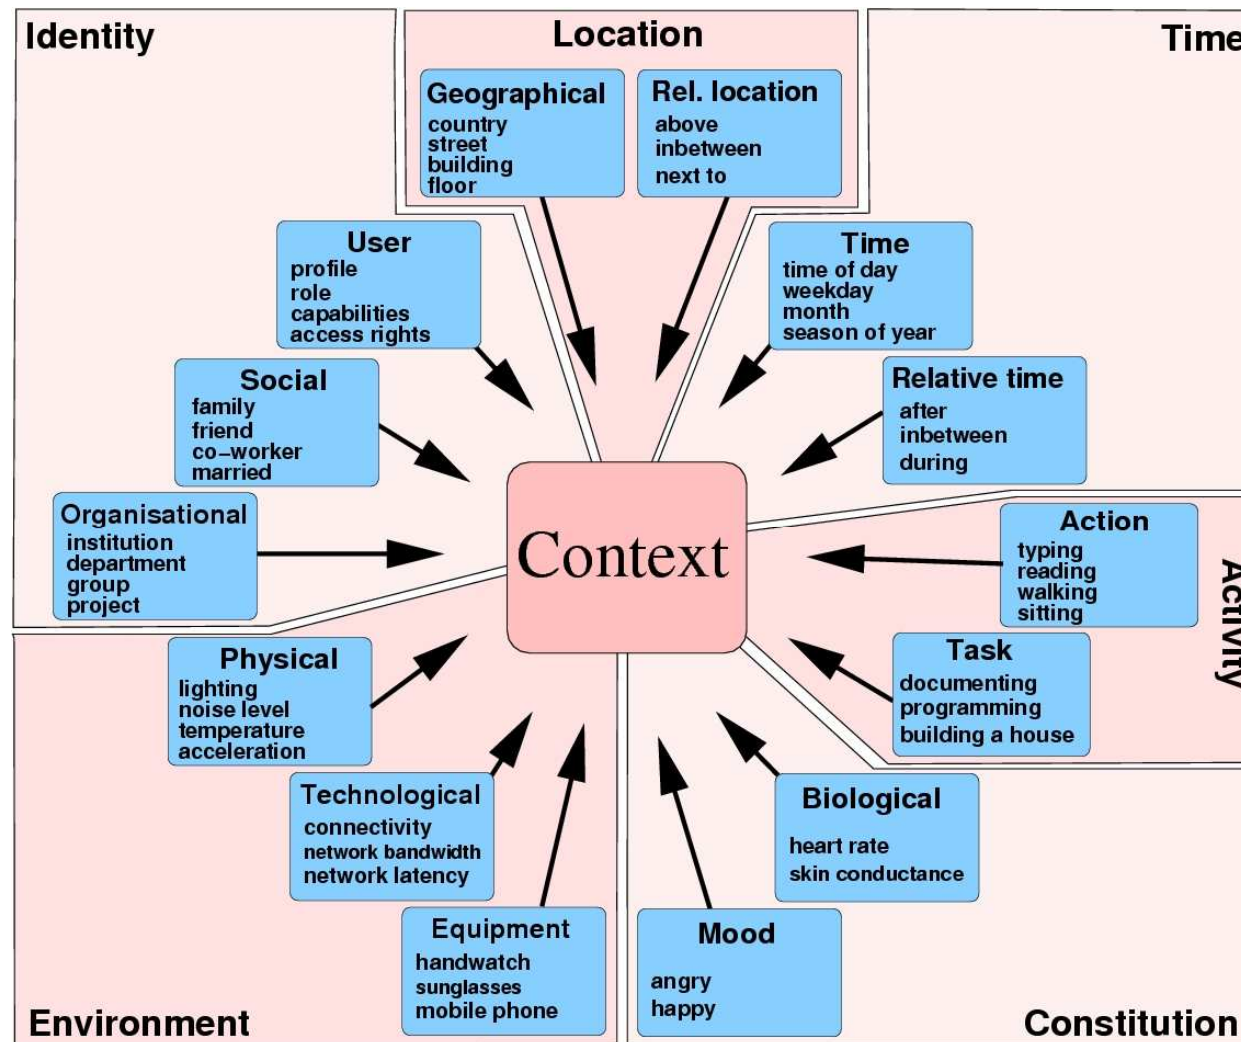 Identity
Location
Time
Geographical
country
street
building
floor
Rel. location
above
inbetween
next to
User
profile
role
capabilities
access rights
Time
time of day
weekday
month
season of year
Social
family
friend
co-worker
married
Relative time
after
inbetween
during
Organisational
institution
department
group
project
Context
Action
typing
reading
walking
sitting
Activity
Physical
lighting
noise level
temperature
acceleration
Task
documenting
programming
building a house
Technological
connectivity
network bandwidth
network latency
Biological
heart rate
skin conductance
Equipment
handwatch
sunglasses
mobile phone
Mood
angry
happy
Environment
Constitution